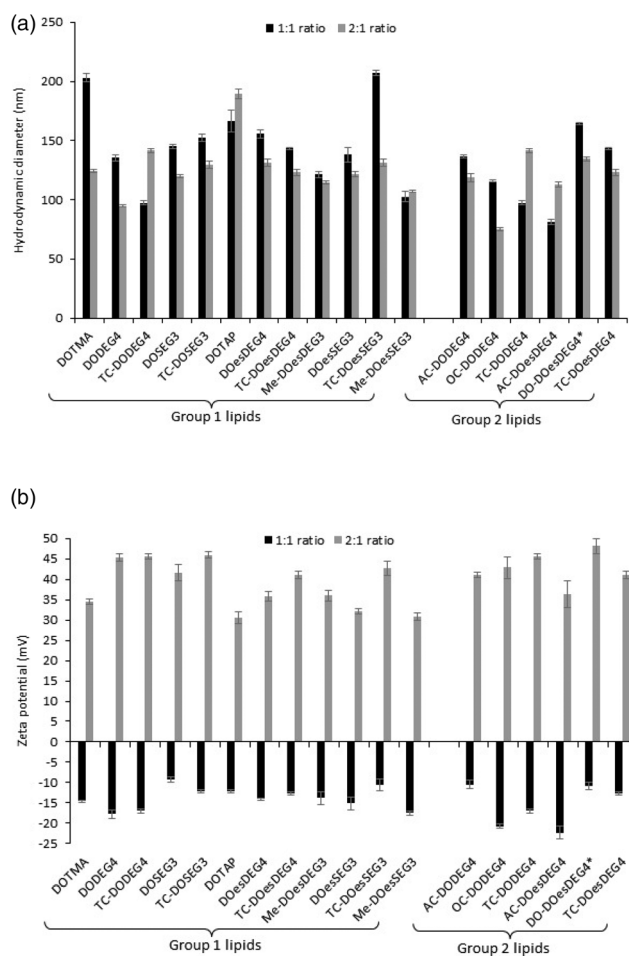 (a)
1:1 ratio 2:1 ratio
Hydrodynamic diameter (nm)
250
200
150
100
50
0
DOTMA
DODEG4
TC-DODEG4
DOSEG3
TC-DOSEG3
DOTAP
DOesDEG4
TC-DOesDEG4
Me-DOesDEG3
DOesSEG3
TC-DOesSEG3
Me-DOesSEG3
AC-DODEG4
OC-DODEG4
TC-DODEG4
AC-DOesDEG4
DO-DOesDEG4*
TC-DOesDEG4
Group 1 lipids
Group 2 lipids
(b)
1:1 ratio 2:1 ratio
Zeta potential (mV)
50
45
40
35
30
25
20
15
10
5
0
-5
-10
-15
-20
-25
DOTMA
DODEG4
TC-DODEG4
DOSEG3
TC-DOSEG3
DOTAP
DOesDEG4
TC-DOesDEG4
Me-DOesDEG3
DOesSEG3
TC-DOesSEG3
Me-DOesSEG3
AC-DODEG4
OC-DODEG4
TC-DODEG4
AC-DOesDEG4
DO-DOesDEG4*
TC-DOesDEG4
Group 1 lipids
Group 2 lipids